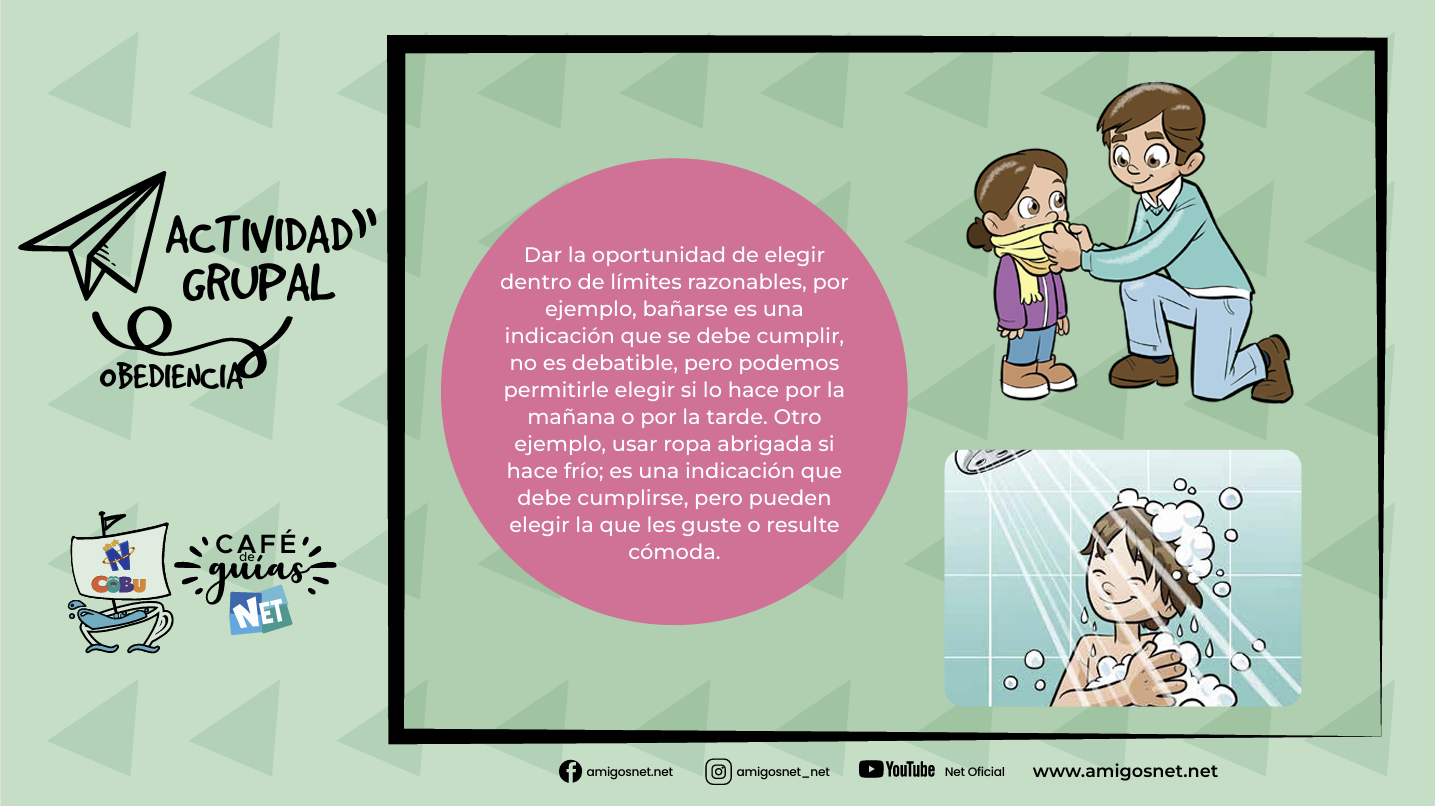 ACTIVIDAD
GRUPAL
OBEDIENCIA
Dar la oportunidad de elegir
dentro de límites razonables, por
ejemplo, bañarse es una
indicación que se debe cumplir,
no es debatible, pero podemos
permitirle elegir si lo hace por la
mañana o por la tarde. Otro
ejemplo, usar ropa abrigada si
hace frío; es una indicación que
debe cumplirse, pero pueden
elegir la que les guste o resulte
cómoda.
N
COBU
CAFÉ
de
guías
NET
amigosnet.net
amigosnet_net
YouTube Net Oficial
www.amigosnet.net